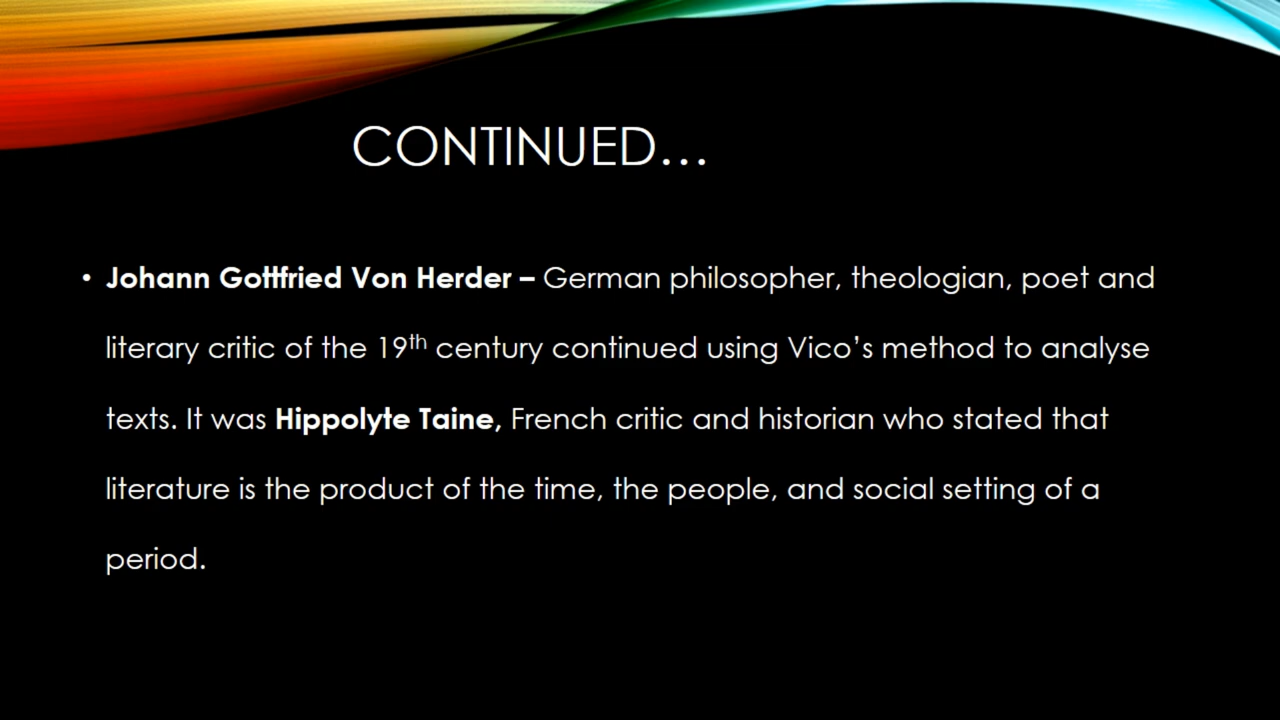 CONTINUED…
• Johann Gottfried Von Herder – German philosopher, theologian, poet and
literary critic of the 19th century continued using Vico’s method to analyse
texts. It was Hippolyte Taine, French critic and historian who stated that
literature is the product of the time, the people, and social setting of a
period.